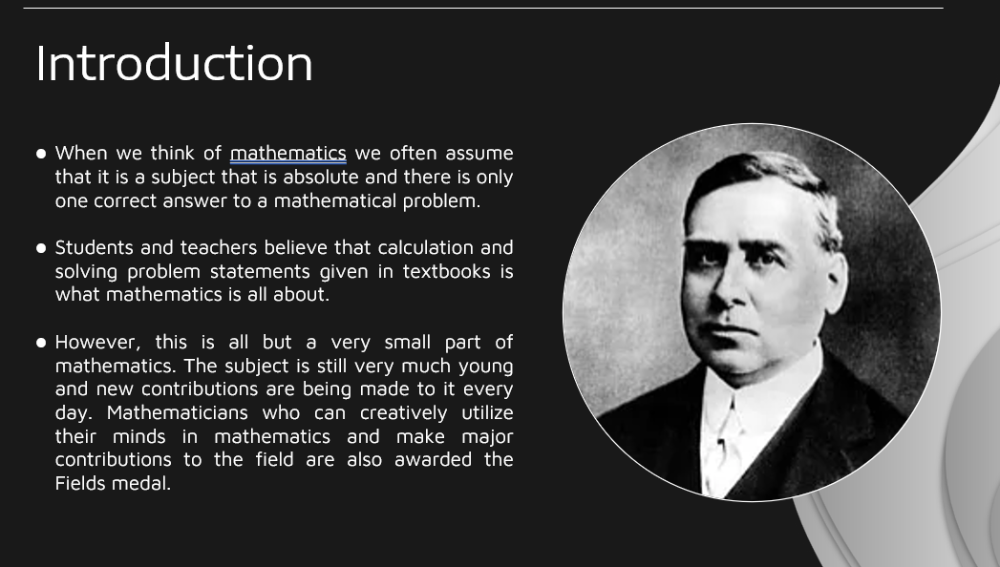 Introduction
● When we think of mathematics we often assume
that it is a subject that is absolute and there is only
one correct answer to a mathematical problem.
● Students and teachers believe that calculation and
solving problem statements given in textbooks is
what mathematics is all about.
● However, this is all but a very small part of
mathematics. The subject is still very much young
and new contributions are being made to it every
day. Mathematicians who can creatively utilize
their minds in mathematics and make major
contributions to the field are also awarded the
Fields medal.